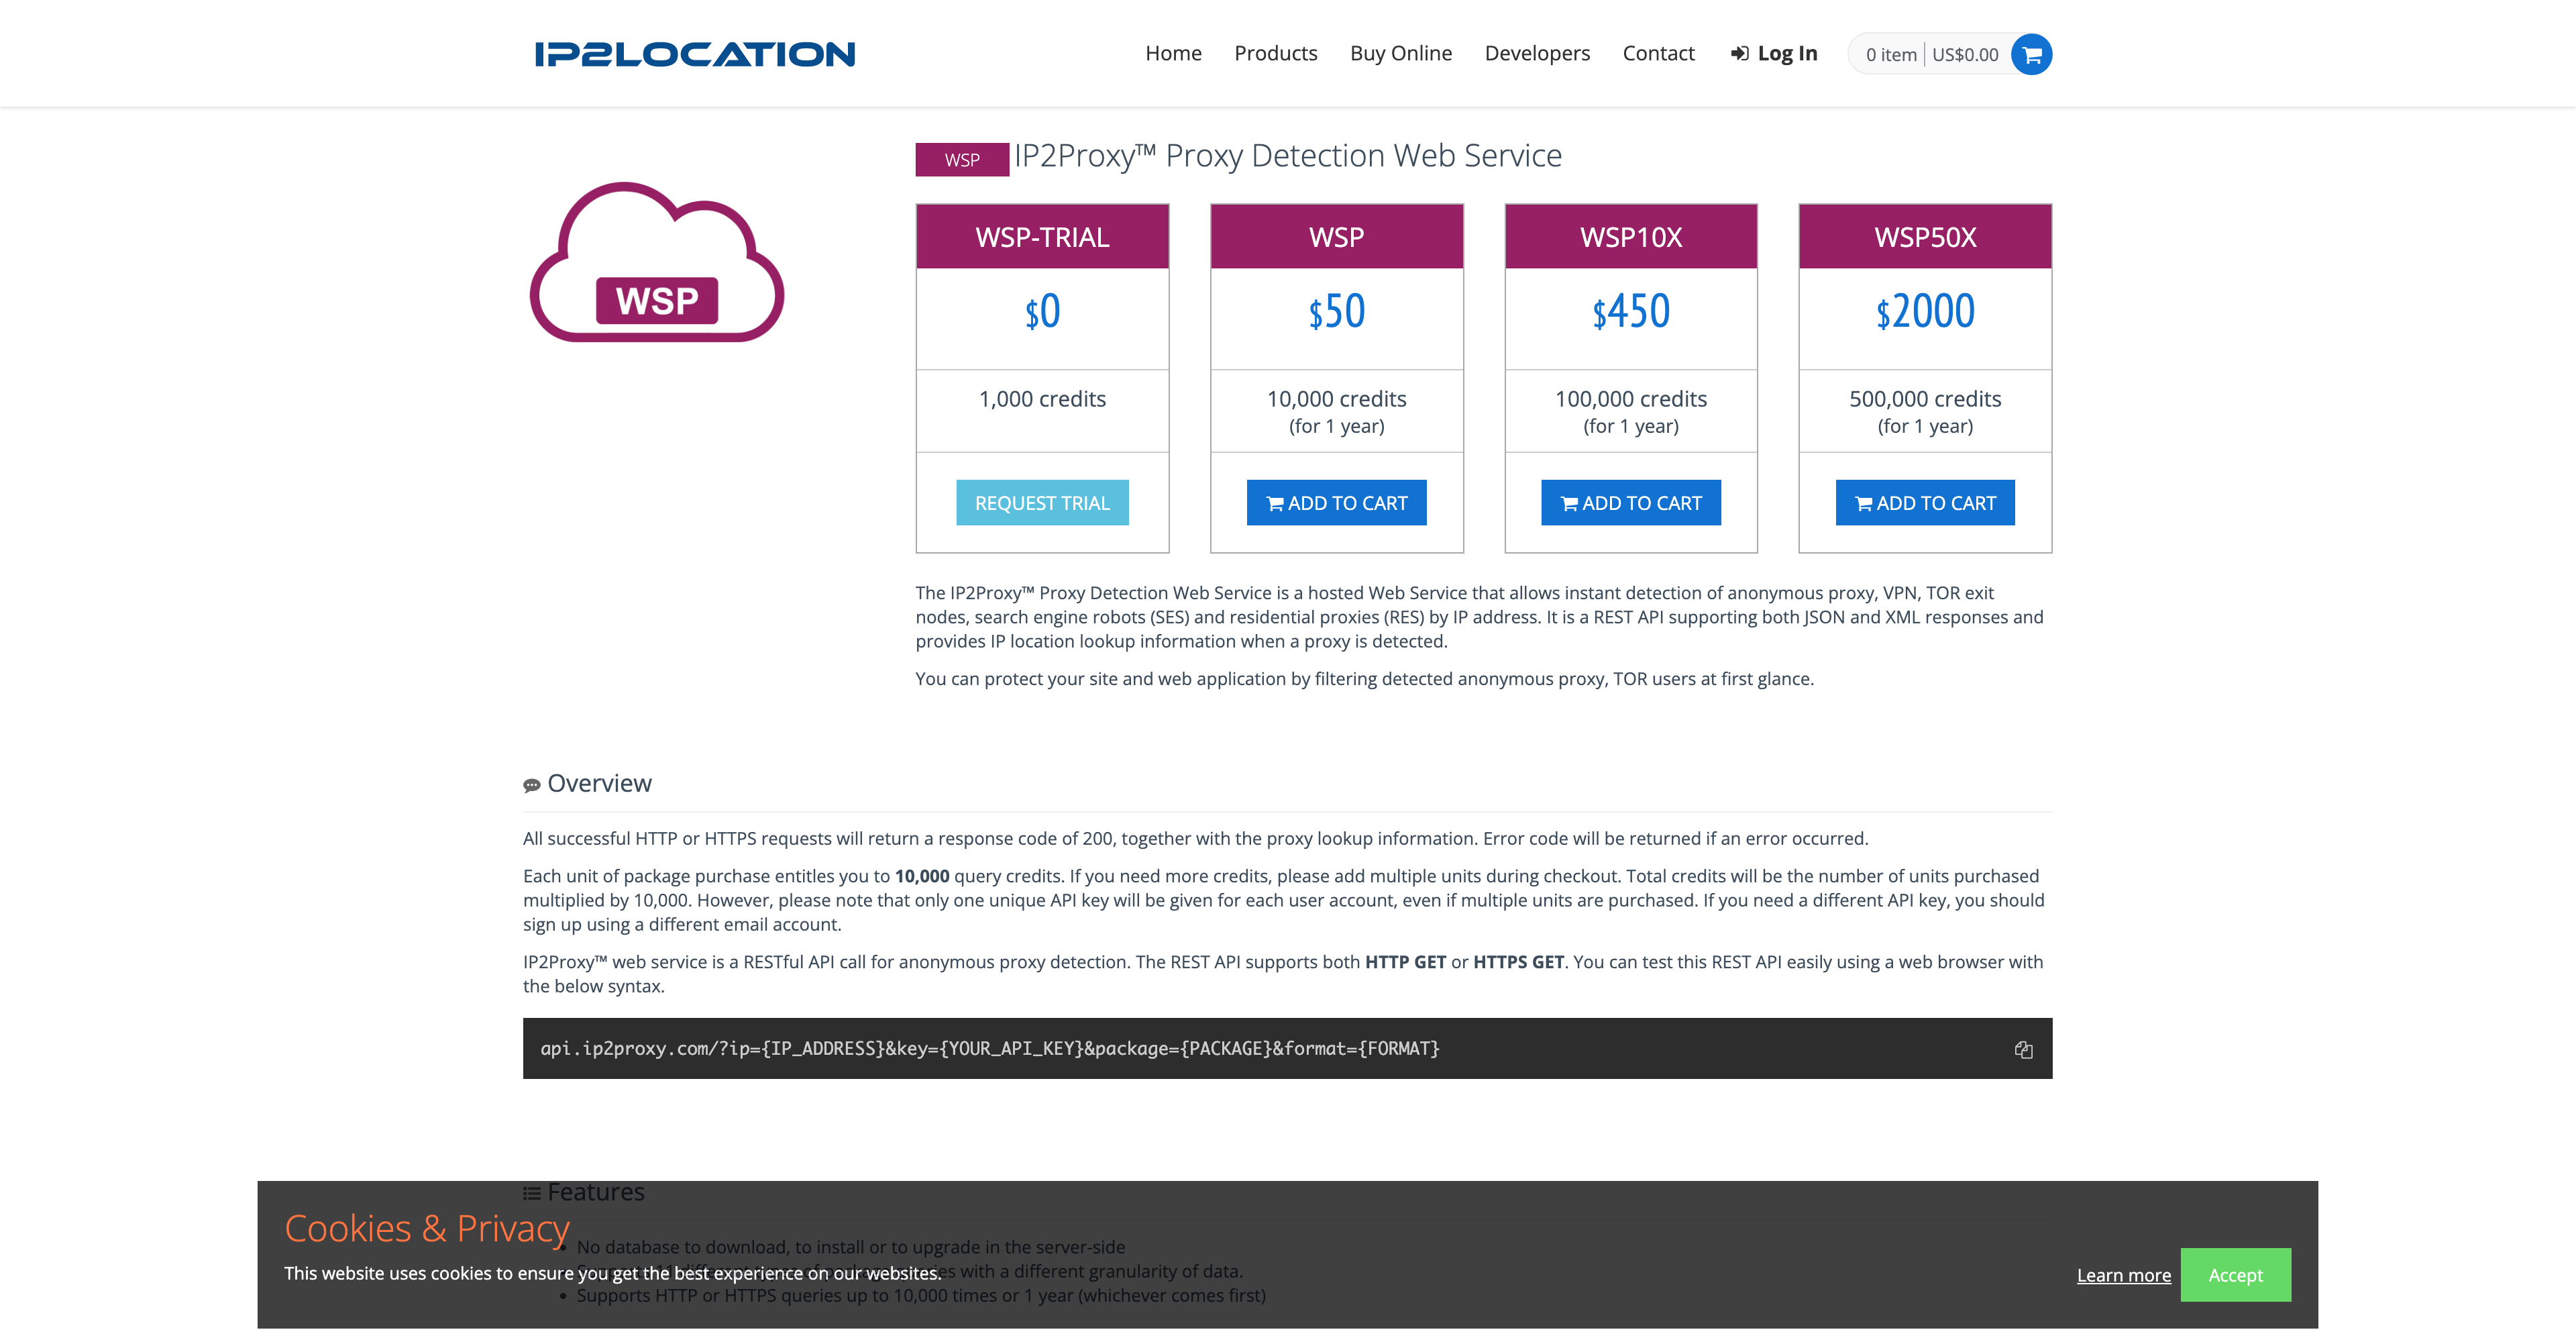 IP2LOCATION
Home Products Buy Online Developers Contact Log In 0 item US$0.00
WSP IP2Proxy™ Proxy Detection Web Service
WSP
WSP-TRIAL WSP WSP10X WSP50X
$0 $50 $450 $2000
1,000 credits 10,000 credits 100,000 credits 500,000 credits
(for 1 year) (for 1 year) (for 1 year)
REQUEST TRIAL ADD TO CART ADD TO CART ADD TO CART
The IP2Proxy™ Proxy Detection Web Service is a hosted Web Service that allows instant detection of anonymous proxy, VPN, TOR exit
nodes, search engine robots (SES) and residential proxies (RES) by IP address. It is a REST API supporting both JSON and XML responses and
provides IP location lookup information when a proxy is detected.
You can protect your site and web application by filtering detected anonymous proxy, TOR users at first glance.
Overview
All successful HTTP or HTTPS requests will return a response code of 200, together with the proxy lookup information. Error code will be returned if an error occurred.
Each unit of package purchase entitles you to 10,000 query credits. If you need more credits, please add multiple units during checkout. Total credits will be the number of units purchased
multiplied by 10,000. However, please note that only one unique API key will be given for each user account, even if multiple units are purchased. If you need a different API key, you should
sign up using a different email account.
IP2Proxy™ web service is a RESTful API call for anonymous proxy detection. The REST API supports both HTTP GET or HTTPS GET. You can test this REST API easily using a web browser with
the below syntax.
api.ip2proxy.com/?ip={IP_ADDRESS}&key={YOUR_API_KEY}&package={PACKAGE}&format={FORMAT}
Features
Cookies & Privacy
No database to download, to install or to upgrade in the server-side
This website uses cookies to ensure you get the best experience on our websites.
with a different granularity of data.
Learn more Accept
Supports HTTP or HTTPS queries up to 10,000 times or 1 year (whichever comes first)